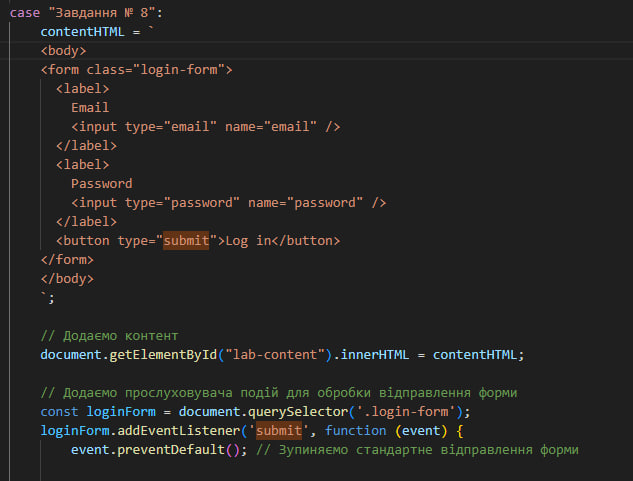 case "Завдання № 8":
contentHTML = `
<body>
<form class="login-form">
<label>
Email
<input type="email" name="email" />
</label>
<label>
Password
<input type="password" name="password" />
</label>
<button type="submit">Log in</button>
</form>
</body>
`;
// Додаємо контент
document.getElementById("lab-content").innerHTML = contentHTML;
// Додаємо прослуховувача подій для обробки відправлення форми
const loginForm = document.querySelector('.login-form');
loginForm.addEventListener('submit', function (event) {
event.preventDefault(); // Зупиняємо стандартне відправлення форми